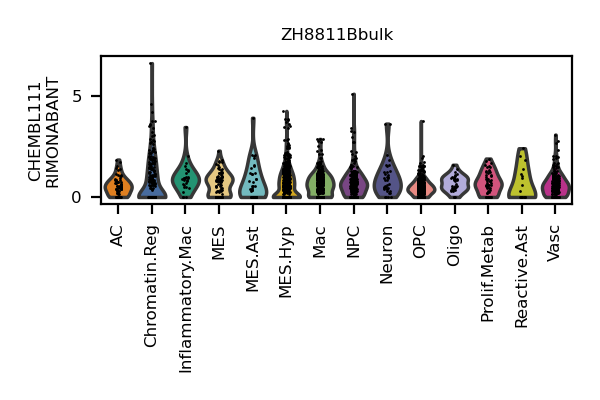 ZH8811Bbulk
CHEMBL111
RIMONABANT
5
0
AC
Chromatin.Reg
Inflammatory.Mac
MES
MES.Ast
MES.Hyp
Mac
NPC
Neuron
OPC
Oligo
Prolif.Metab
Reactive.Ast
Vasc